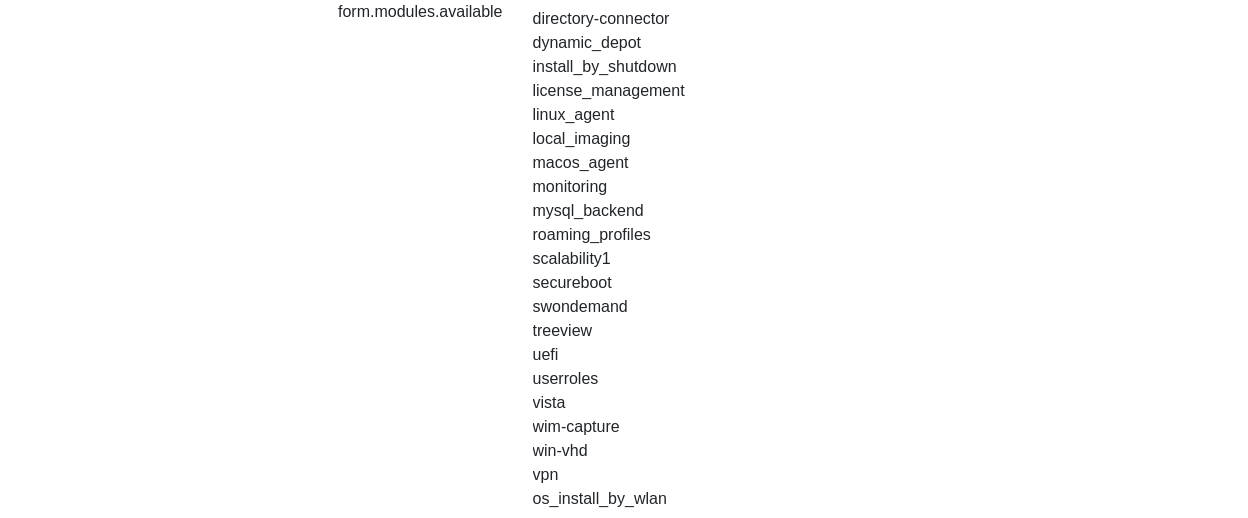 form.modules.available
directory-connector
dynamic_depot
install_by_shutdown
license_management
linux_agent
local_imaging
macos_agent
monitoring
mysql_backend
roaming_profiles
scalability1
secureboot
swondemand
treeview
uefi
userroles
vista
wim-capture
win-vhd
vpn
os_install_by_wlan